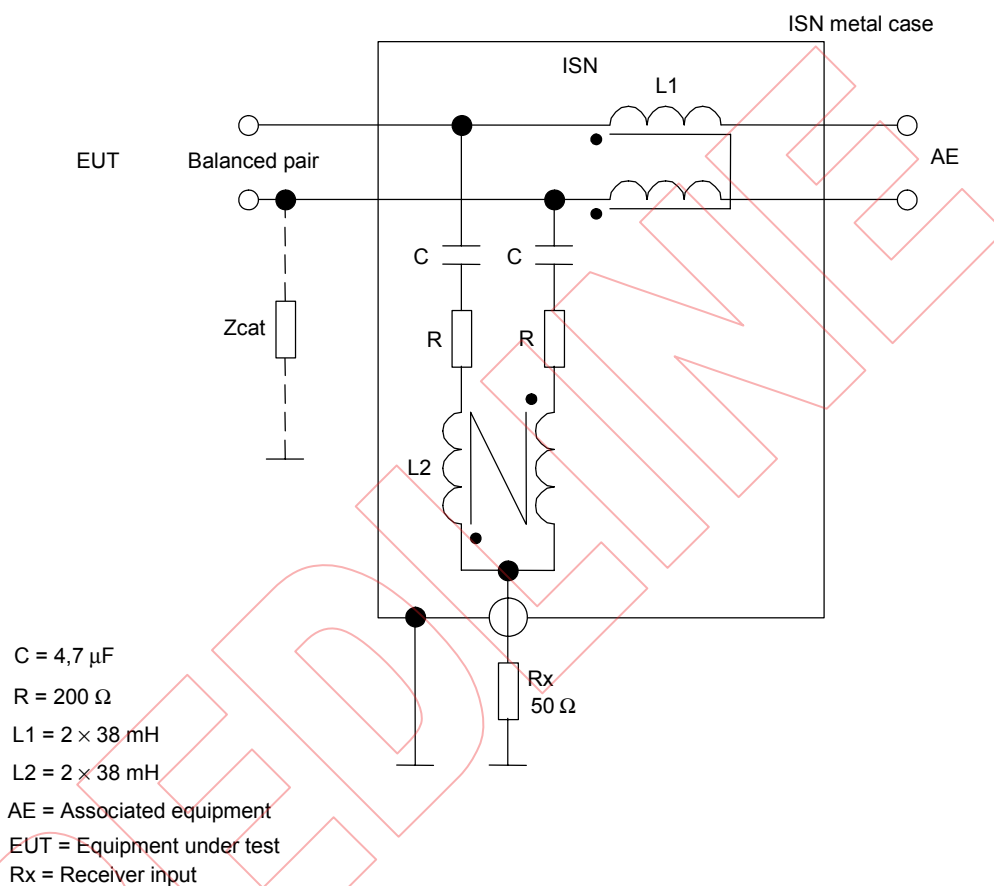 ISN metal case
ISN
L1
EUT
Balanced pair
AE
C
C
Zcat
R
R
L2
Rx
50 Ω
C = 4,7 μF
R = 200 Ω
L1 = 2 × 38 mH
L2 = 2 × 38 mH
AE = Associated equipment
EUT = Equipment under test
Rx = Receiver input
REDLINE